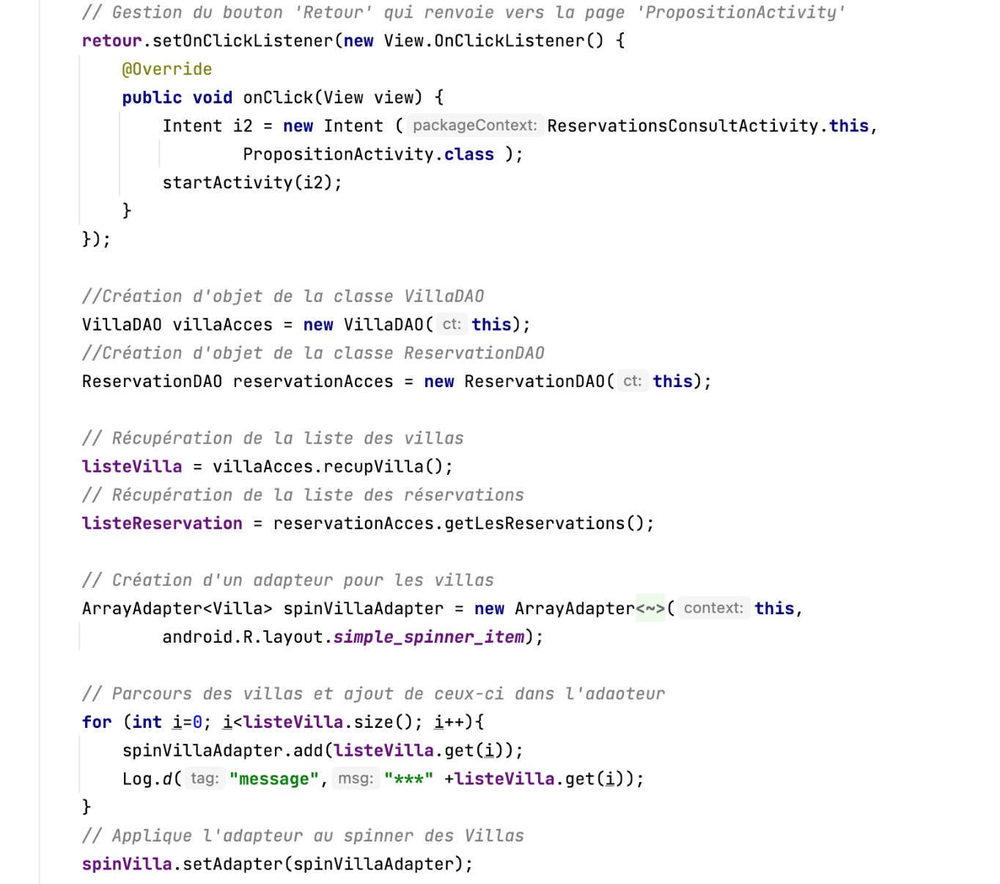 // Gestion du bouton 'Retour' qui renvoie vers la page 'PropositionActivity'
retour.setOnClickListener(new View.OnClickListener() {
@Override
public void onClick(View view) {
Intent i2 = new Intent ( packageContext: ReservationsConsultActivity.this,
PropositionActivity.class );
startActivity(i2);
}
});
//Création d'objet de la classe VillaDAO
VillaDAO villaAcces = new VillaDAO( ct: this);
//Création d'objet de la classe ReservationDAO
ReservationDAO reservationAcces = new ReservationDAO( ct: this);
// Récupération de la liste des villas
listeVilla = villaAcces.recupVilla();
// Récupération de la liste des réservations
listeReservation = reservationAcces.getLesReservations();
// Création d'un adapteur pour les villas
ArrayAdapter<Villa> spinVillaAdapter = new ArrayAdapter<~>( context: this,
android.R.layout.simple_spinner_item);
// Parcours des villas et ajout de ceux-ci dans l'adaoteur
for (int i=0; i<listeVilla.size(); i++){
spinVillaAdapter.add(listeVilla.get(i));
Log.d( tag: "message", msg: "***" +listeVilla.get(i));
}
// Applique l'adapteur au spinner des Villas
spinVilla.setAdapter(spinVillaAdapter);